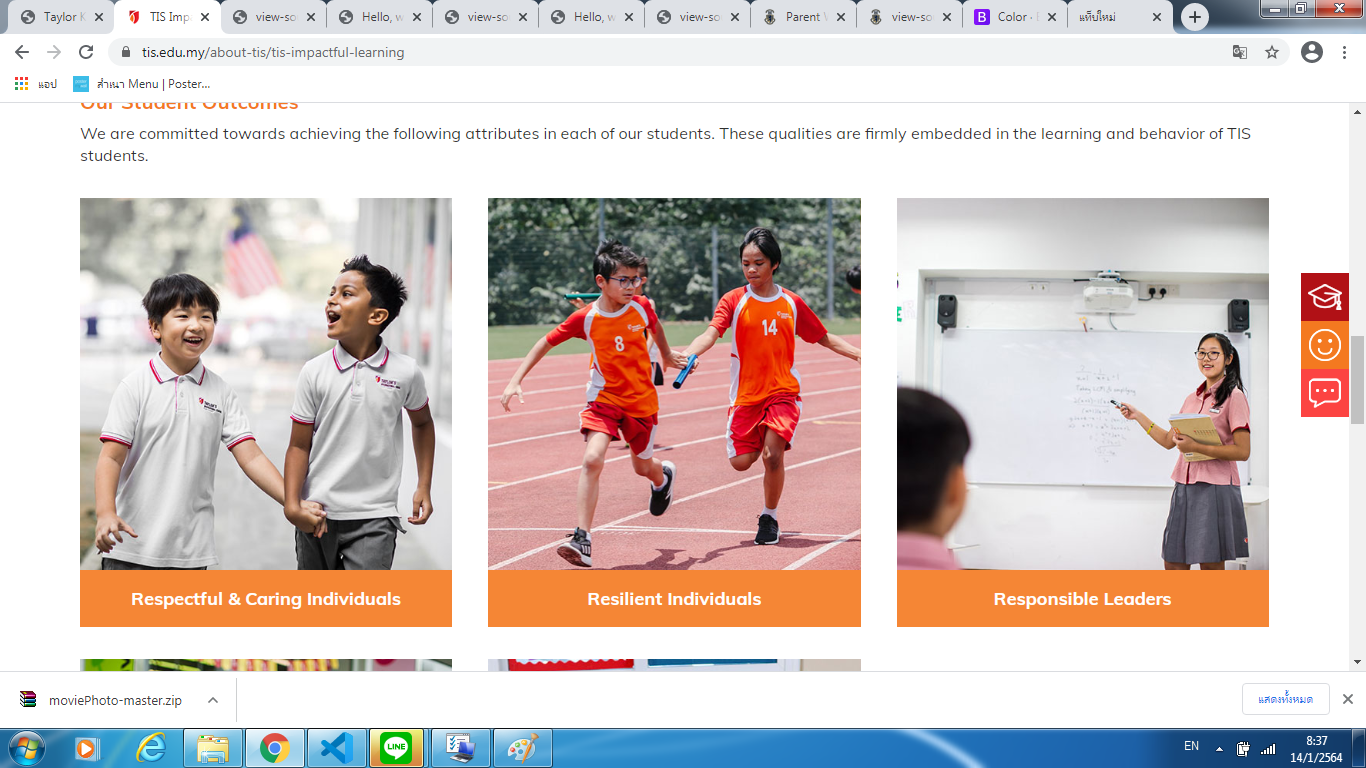 Taylor K
TIS Imp
view-so
Hello, w
view-so
Hello, w
view-so
Parent
view-so
Color ·
แท็บใหม่
tis.edu.my/about-tis/tis-impactful-learning
แอป
สำเนา Menu | Poster...
Our Student Outcomes
We are committed towards achieving the following attributes in each of our students. These qualities are firmly embedded in the learning and behavior of TIS
students.
8
14
Respectful & Caring Individuals
Resilient Individuals
Responsible Leaders
moviePhoto-master.zip
แสดงทั้งหมด
LINE
EN
8:37
14/1/2564